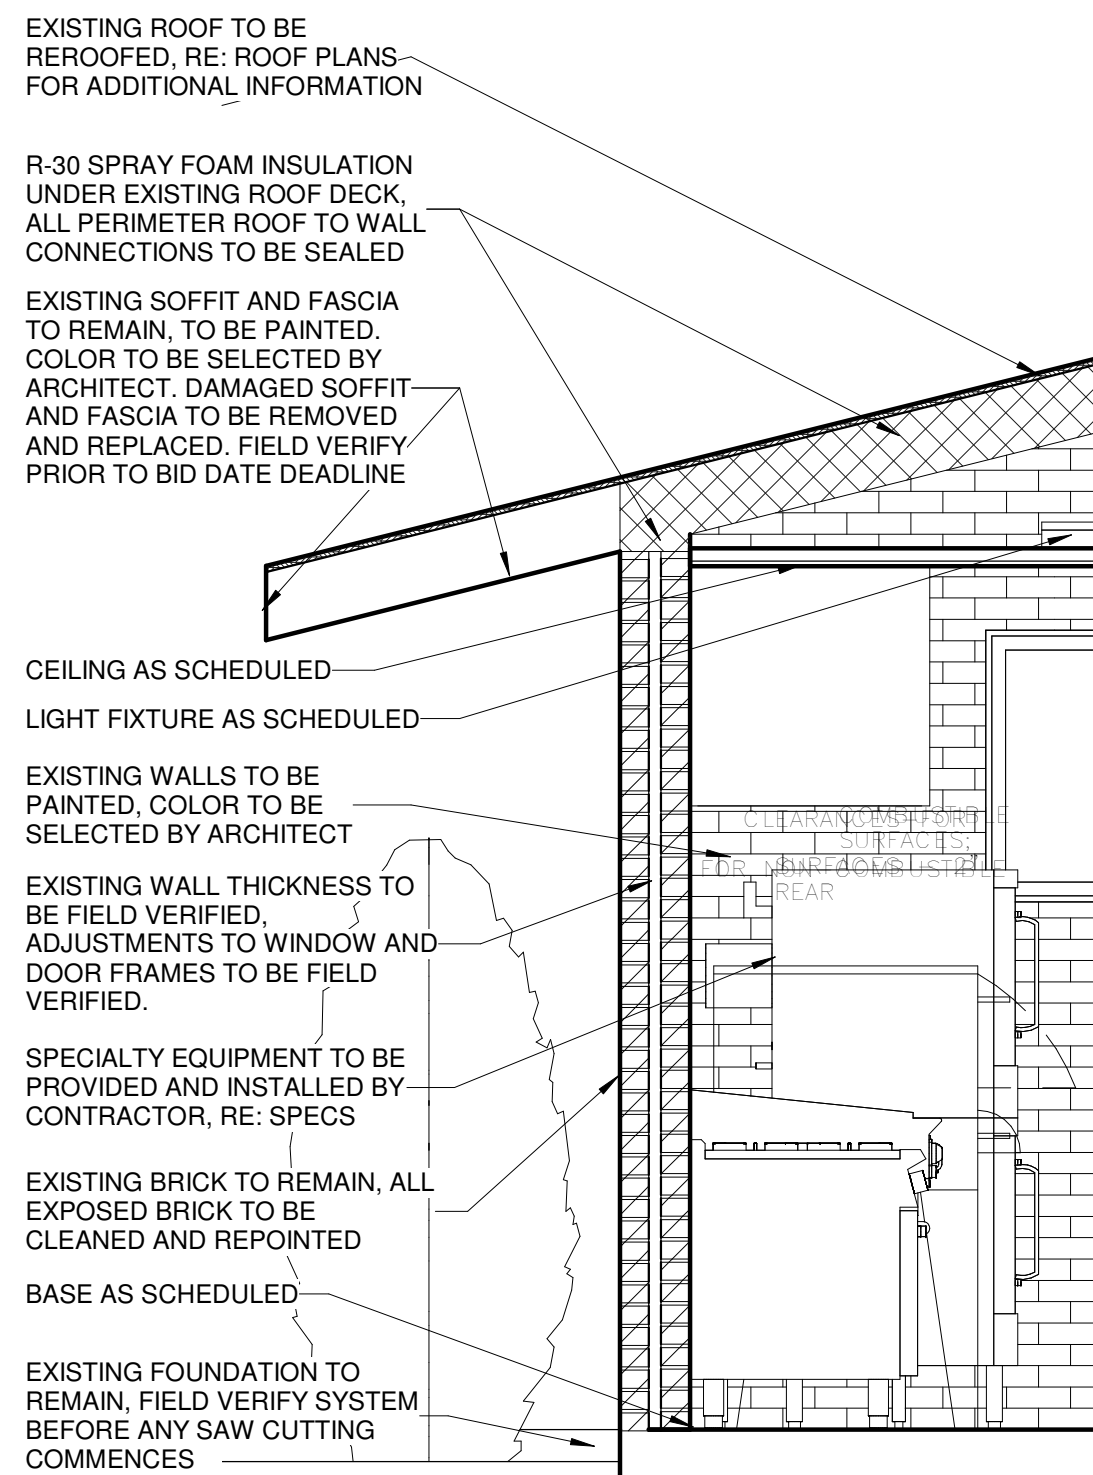 EXISTING ROOF TO BE
REROOFED, RE: ROOF PLANS
FOR ADDITIONAL INFORMATION
R-30 SPRAY FOAM INSULATION
UNDER EXISTING ROOF DECK,
ALL PERIMETER ROOF TO WALL
CONNECTIONS TO BE SEALED
EXISTING SOFFIT AND FASCIA
TO REMAIN, TO BE PAINTED.
COLOR TO BE SELECTED BY
ARCHITECT. DAMAGED SOFFIT
AND FASCIA TO BE REMOVED
AND REPLACED. FIELD VERIFY
PRIOR TO BID DATE DEADLINE
CEILING AS SCHEDULED
LIGHT FIXTURE AS SCHEDULED
EXISTING WALLS TO BE
PAINTED, COLOR TO BE
SELECTED BY ARCHITECT
EXISTING WALL THICKNESS TO
BE FIELD VERIFIED,
ADJUSTMENTS TO WINDOW AND
DOOR FRAMES TO BE FIELD
VERIFIED.
SPECIALTY EQUIPMENT TO BE
PROVIDED AND INSTALLED BY
CONTRACTOR, RE: SPECS
EXISTING BRICK TO REMAIN, ALL
EXPOSED BRICK TO BE
CLEANED AND REPOINTED
BASE AS SCHEDULED
EXISTING FOUNDATION TO
REMAIN, FIELD VERIFY SYSTEM
BEFORE ANY SAW CUTTING
COMMENCES
CLEARANCES FOR
COMBUSTIBLE
SURFACES;
FOR NON COMBUSTIBLE
SURFACES
REAR